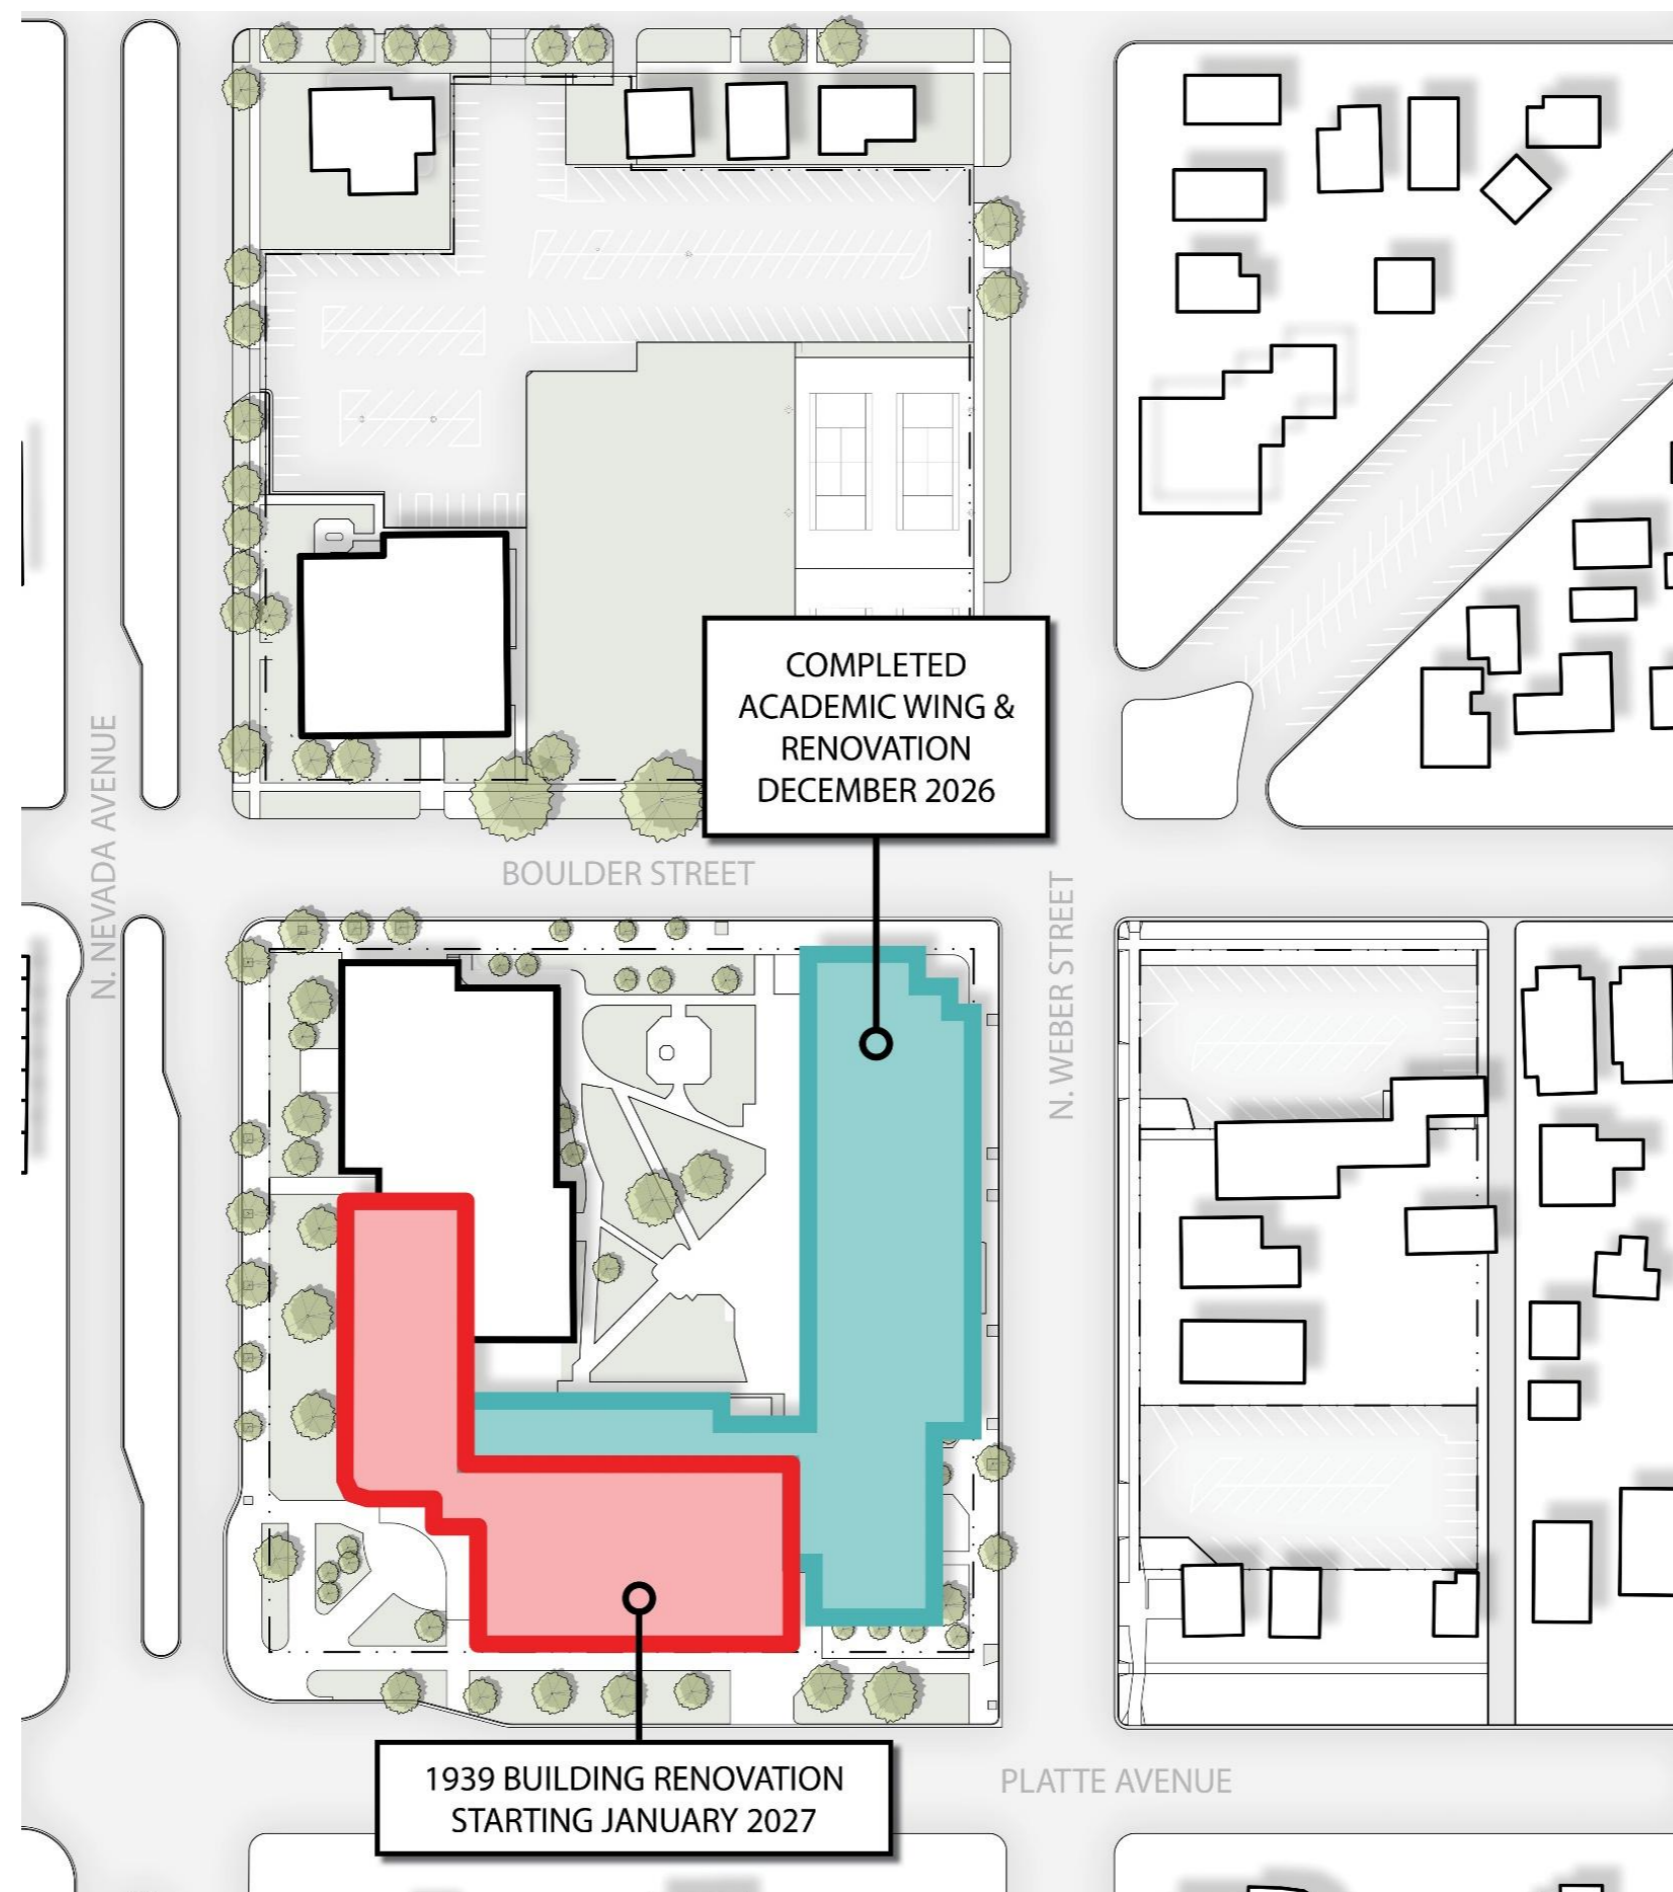 COMPLETED
ACADEMIC WING &
RENOVATION
DECEMBER 2026
N. NEVADA AVENUE
BOULDER STREET
N. WEBER STREET
1939 BUILDING RENOVATION
STARTING JANUARY 2027
PLATTE AVENUE